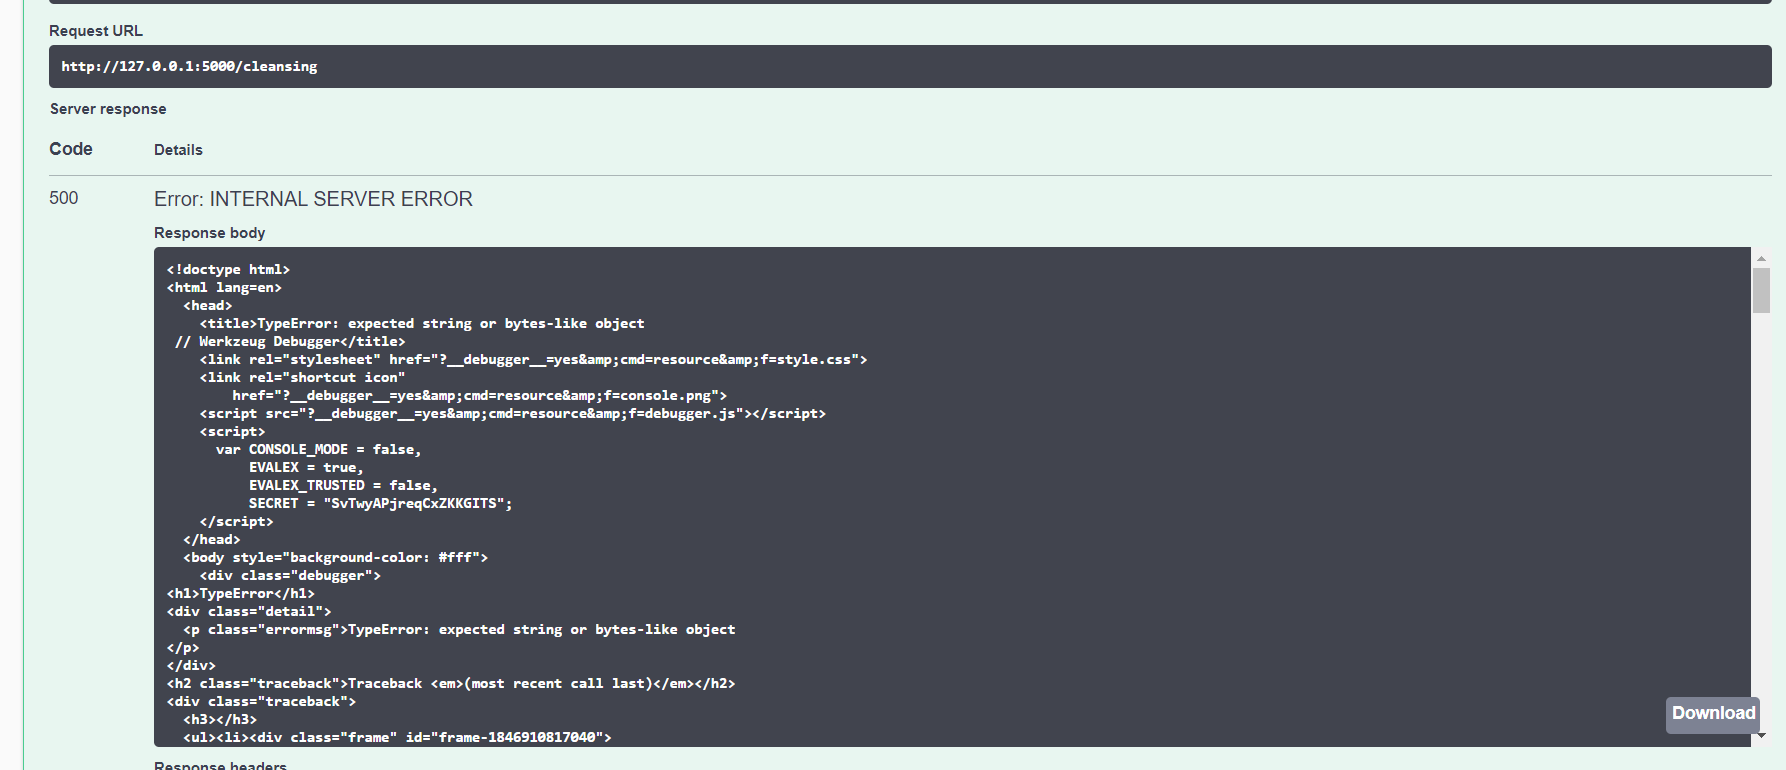 Request URL
http://127.0.0.1:5000/cleansing
Server response
Code Details
500 Error: INTERNAL SERVER ERROR
Response body
<!doctype html>
<html lang=en>
  <head>
    <title>TypeError: expected string or bytes-like object
 // Werkzeug Debugger</title>
    <link rel="stylesheet" href="?__debugger__=yes&amp;cmd=resource&amp;f=style.css">
    <link rel="shortcut icon"
        href="?__debugger__=yes&amp;cmd=resource&amp;f=console.png">
    <script src="?__debugger__=yes&amp;cmd=resource&amp;f=debugger.js"></script>
    <script>
      var CONSOLE_MODE = false,
          EVALEX = true,
          EVALEX_TRUSTED = false,
          SECRET = "SvTwyAPjreqCxZKKGITS";
    </script>
  </head>
  <body style="background-color: #fff">
    <div class="debugger">
<h1>TypeError</h1>
<div class="detail">
  <p class="errormsg">TypeError: expected string or bytes-like object
</p>
</div>
<h2 class="traceback">Traceback <em>(most recent call last)</em></h2>
<div class="traceback">
  <h3></h3>
  <ul><li><div class="frame" id="frame-1846910817040">
Download
Response headers